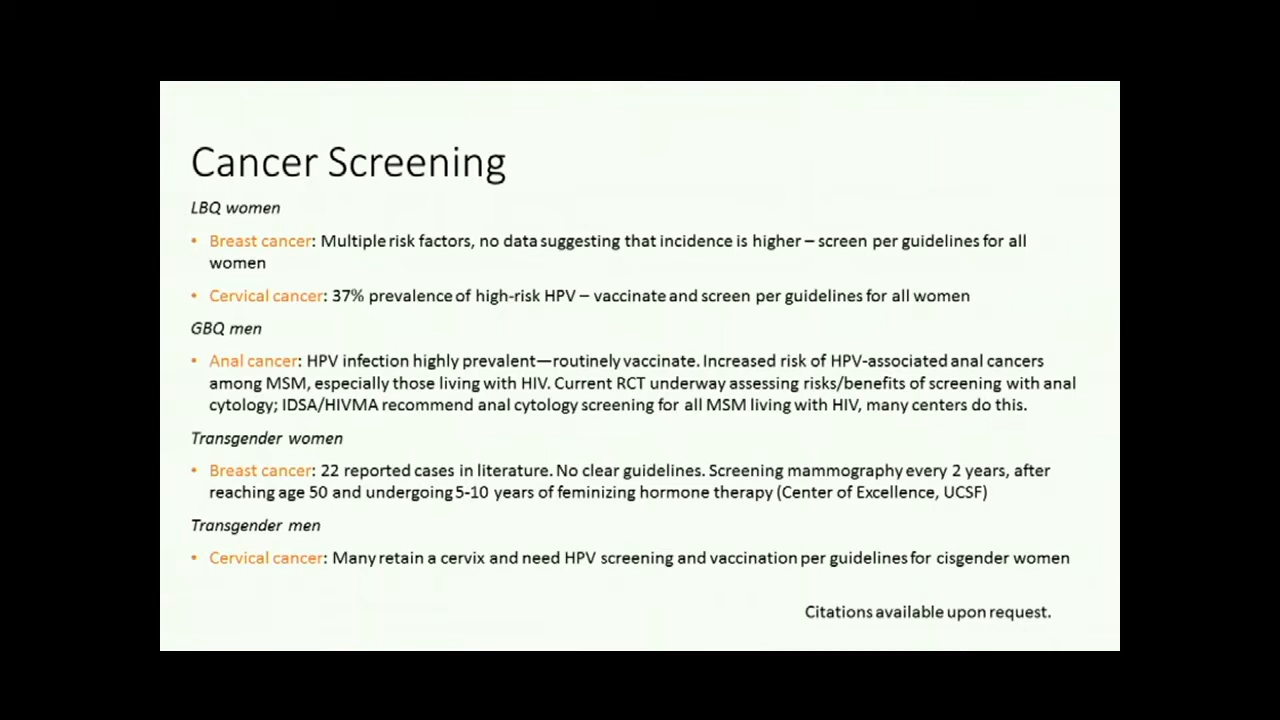 Cancer Screening
LBQ women
• Breast cancer: Multiple risk factors, no data suggesting that incidence is higher – screen per guidelines for all
women
• Cervical cancer: 37% prevalence of high-risk HPV – vaccinate and screen per guidelines for all women
GBQ men
• Anal cancer: HPV infection highly prevalent—routinely vaccinate. Increased risk of HPV-associated anal cancers
among MSM, especially those living with HIV. Current RCT underway assessing risks/benefits of screening with anal
cytology; IDSA/HIVMA recommend anal cytology screening for all MSM living with HIV, many centers do this.
Transgender women
• Breast cancer: 22 reported cases in literature. No clear guidelines. Screening mammography every 2 years, after
reaching age 50 and undergoing 5-10 years of feminizing hormone therapy (Center of Excellence, UCSF)
Transgender men
• Cervical cancer: Many retain a cervix and need HPV screening and vaccination per guidelines for cisgender women
Citations available upon request.